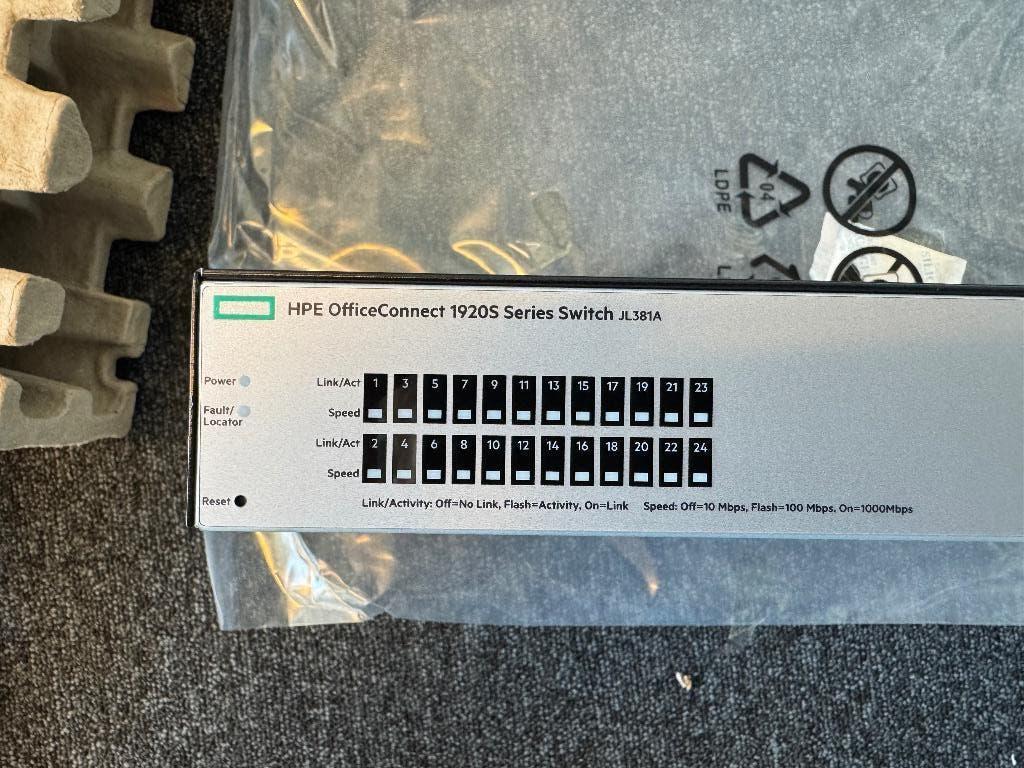 04
LDPE
HPE OfficeConnect 1920S Series Switch JL381A
Power
Link/Act 1 3 5 7 9 11 13 15 17 19 21 23
Fault/
Locator
Speed
Link/Act 2 4 6 8 10 12 14 16 18 20 22 24
Speed
Reset
Link/Activity: Off=No Link, Flash=Activity, On=Link Speed: Off=10 Mbps, Flash=100 Mbps, On=1000Mbps